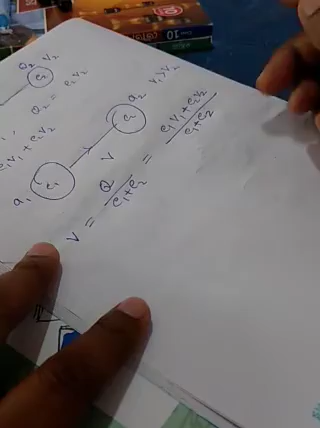 Q₂ V₂
C₂
Q₂ = C₂V₂
C₁V₁ + C₂V₂
V₁ > V₂
Q₂
C₂
V
C₁
Q₁
V = Q / C₁+C₂ = C₁V₁ + C₂V₂ / C₁+C₂
10